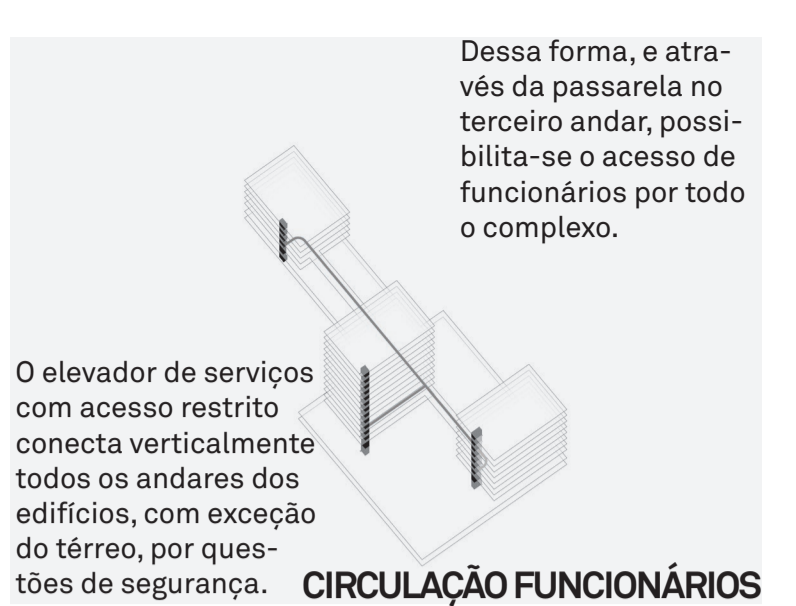 Dessa forma, e atra-
vés da passarela no
terceiro andar, possi-
bilita-se o acesso de
funcionários por todo
o complexo.
O elevador de serviços
com acesso restrito
conecta verticalmente
todos os andares dos
edifícios, com exceção
do térreo, por ques-
tões de segurança.
CIRCULAÇÃO FUNCIONÁRIOS